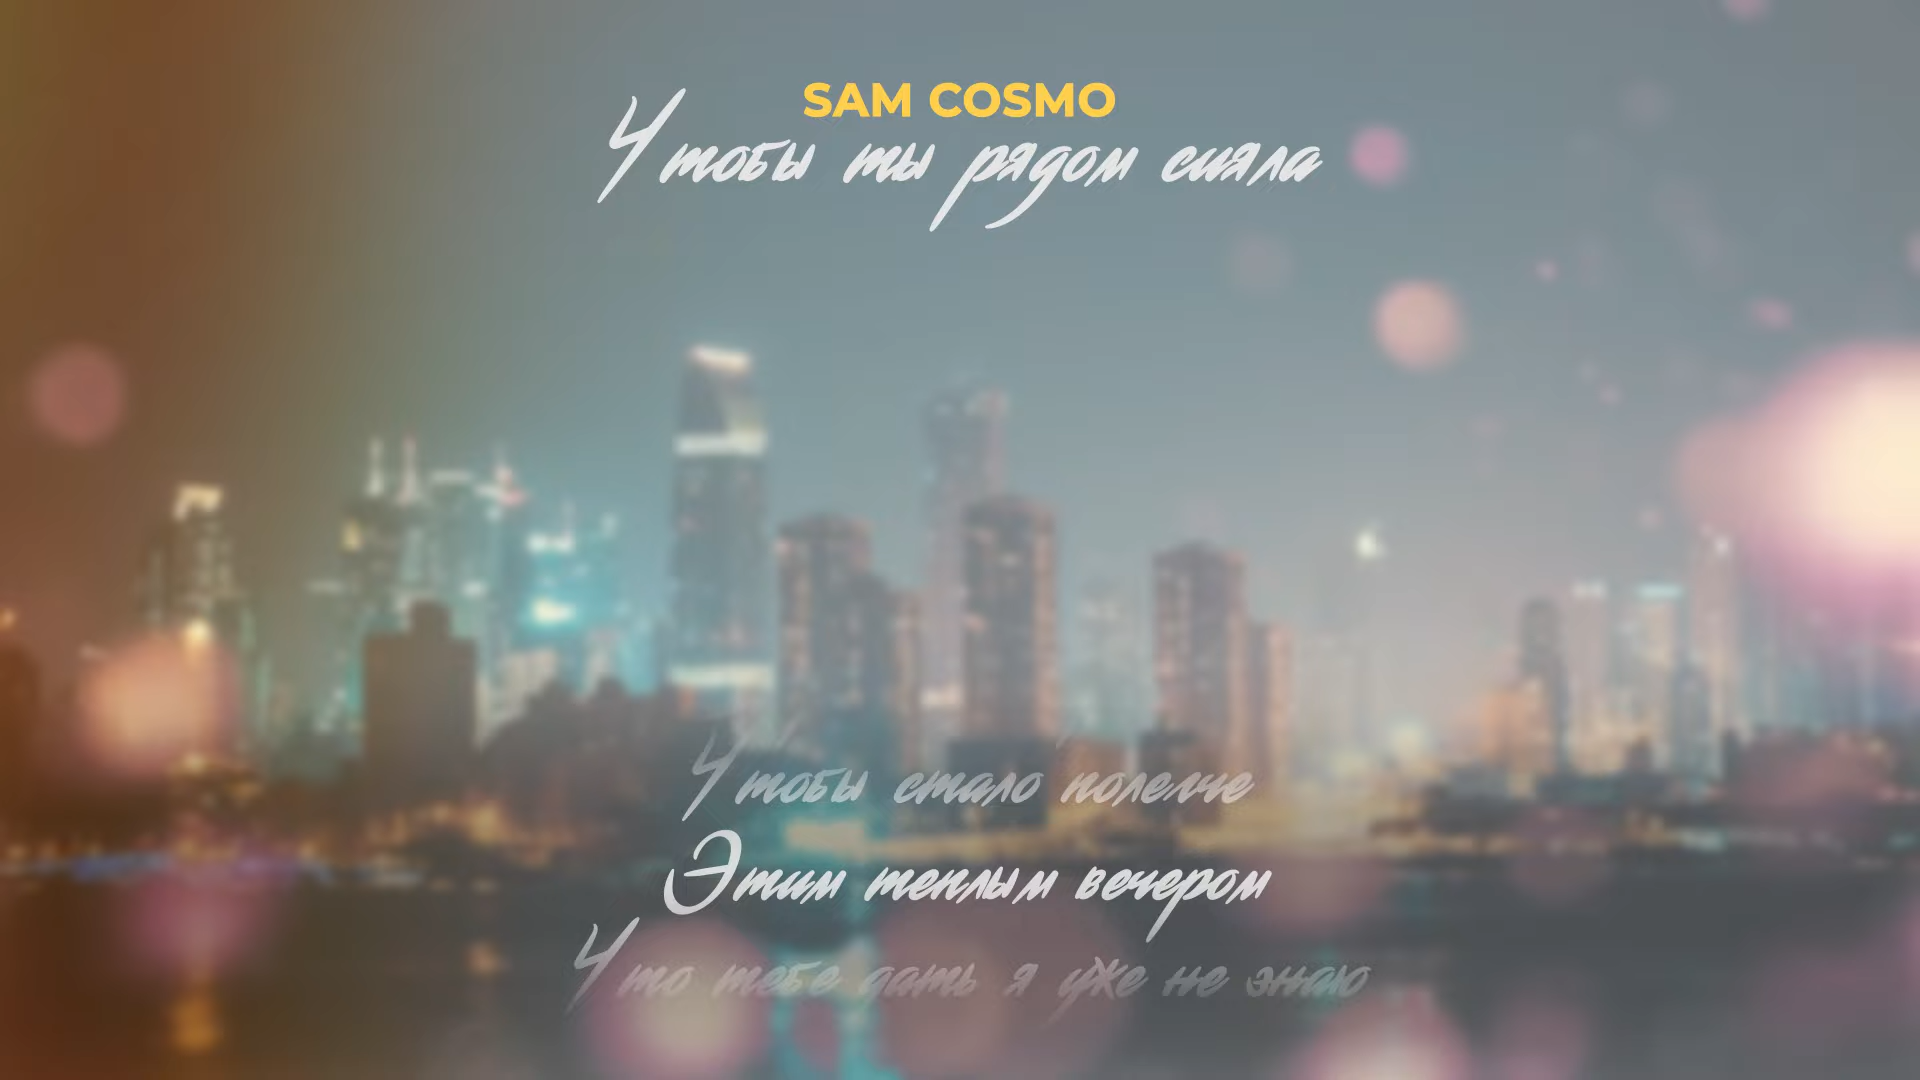 SAM COSMO
Чтобы ты рядом сияла
Чтобы стало полегче
Этим теплым вечером
Что тебе дать я уже не знаю